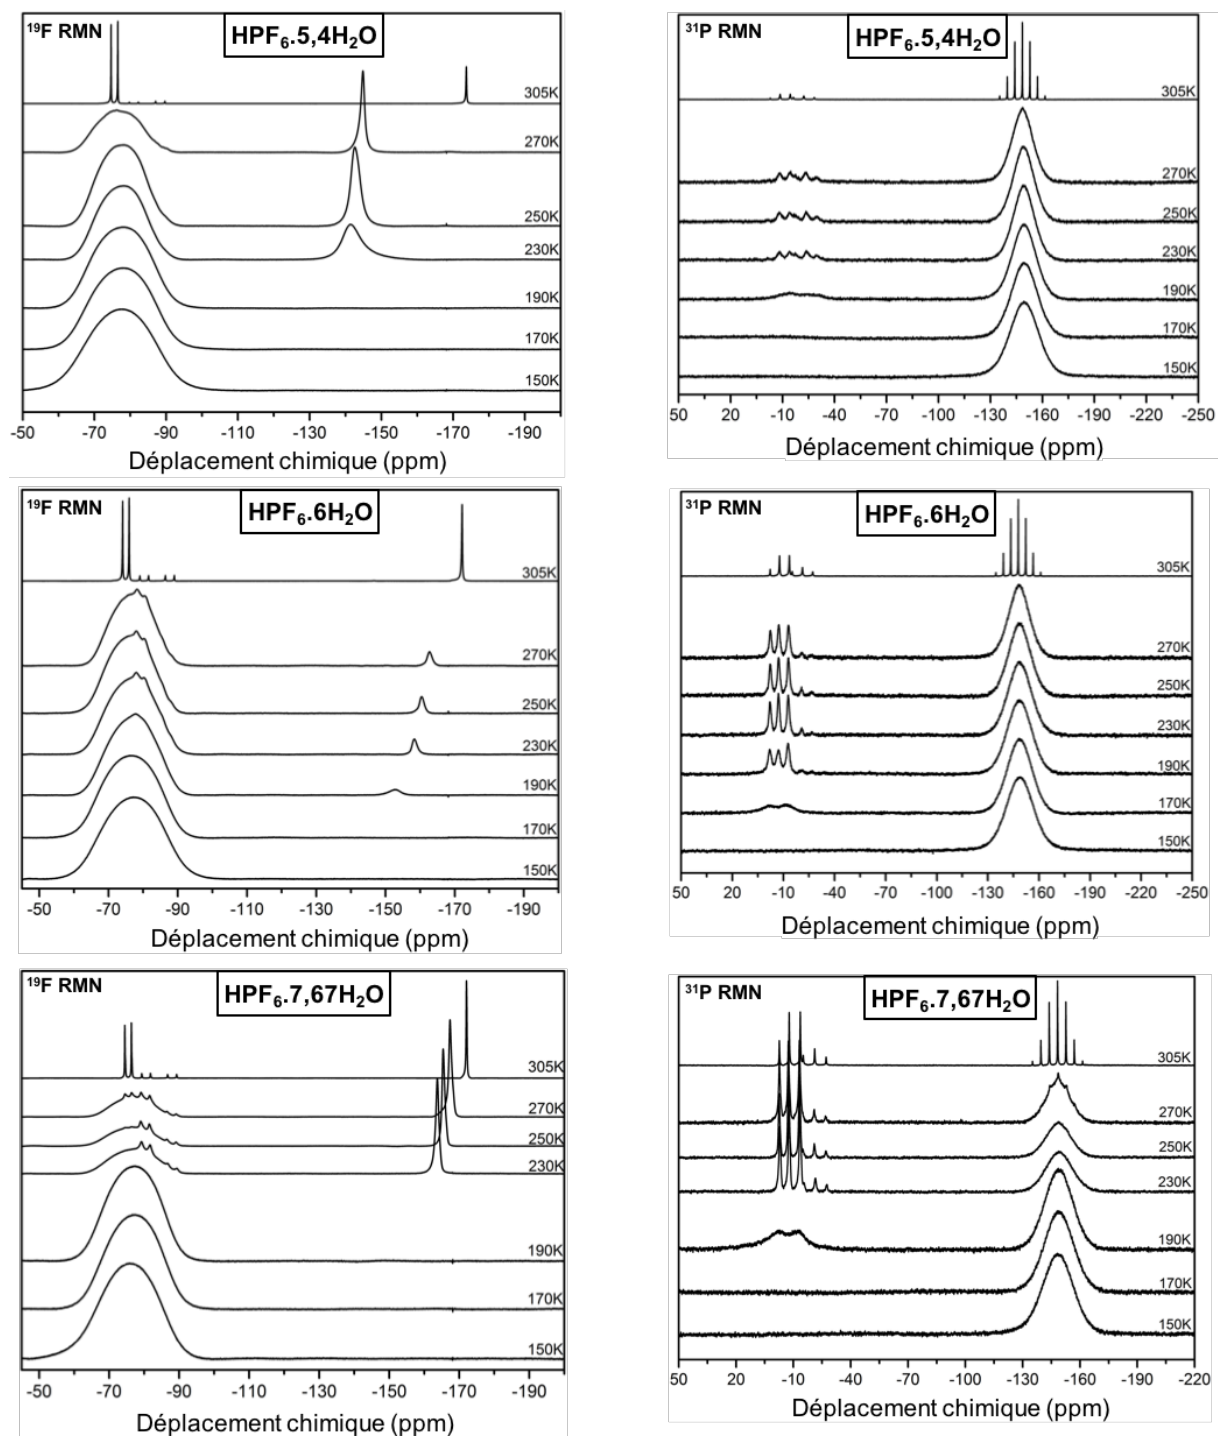 ¹⁹F RMN
HPF₆.5,4H₂O
305K
270K
250K
230K
190K
170K
150K
-50 -70 -90 -110 -130 -150 -170 -190
Déplacement chimique (ppm)
³¹P RMN
HPF₆.5,4H₂O
305K
270K
250K
230K
190K
170K
150K
50 20 -10 -40 -70 -100 -130 -160 -190 -220 -250
Déplacement chimique (ppm)
¹⁹F RMN
HPF₆.6H₂O
305K
270K
250K
230K
190K
170K
150K
-50 -70 -90 -110 -130 -150 -170 -190
Déplacement chimique (ppm)
³¹P RMN
HPF₆.6H₂O
305K
270K
250K
230K
190K
170K
150K
50 20 -10 -40 -70 -100 -130 -160 -190 -220 -250
Déplacement chimique (ppm)
¹⁹F RMN
HPF₆.7,67H₂O
305K
270K
250K
230K
190K
170K
150K
-50 -70 -90 -110 -130 -150 -170 -190
Déplacement chimique (ppm)
³¹P RMN
HPF₆.7,67H₂O
305K
270K
250K
230K
190K
170K
150K
50 20 -10 -40 -70 -100 -130 -160 -190 -220
Déplacement chimique (ppm)